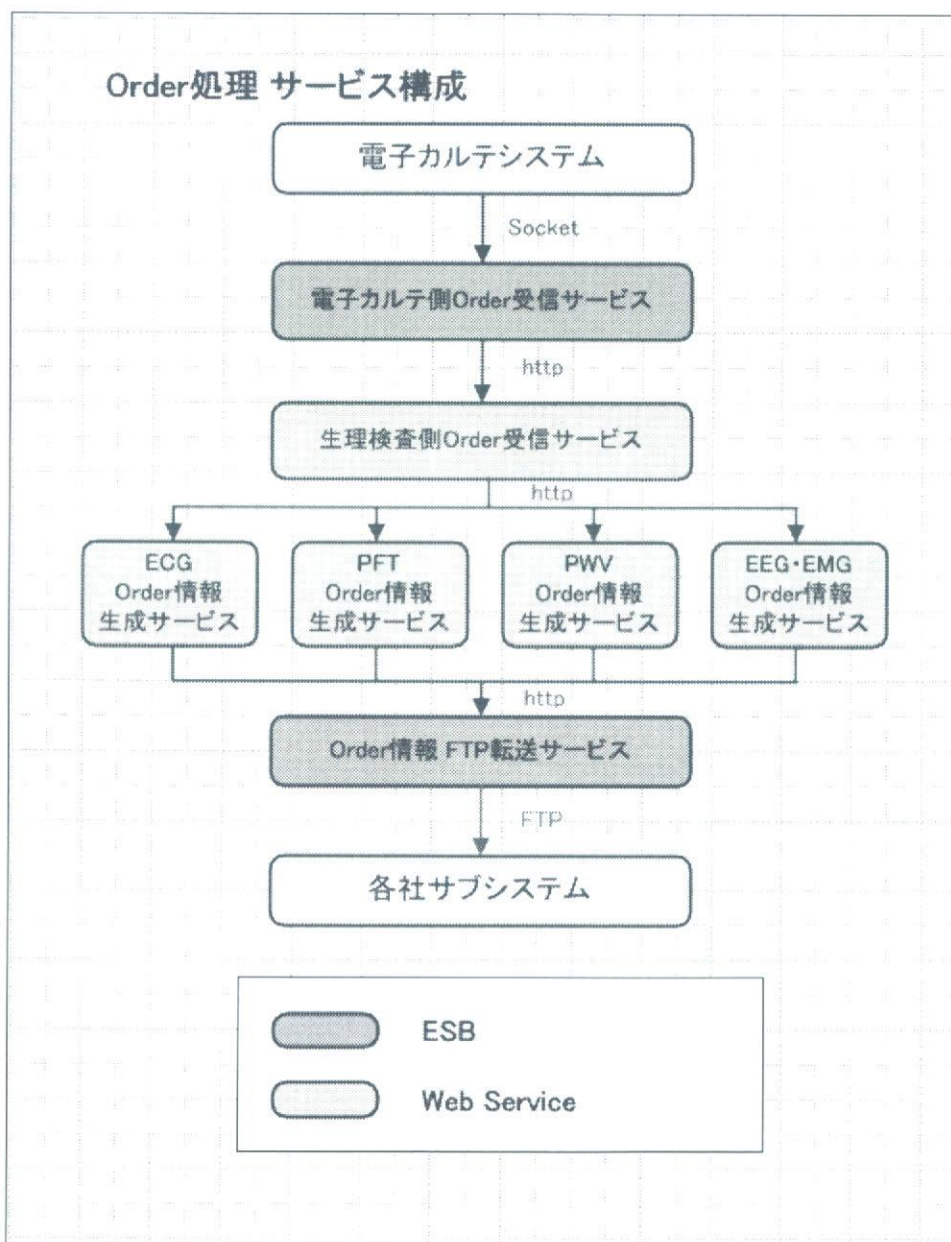 Order処理 サービス構成
電子カルテシステム
Socket
電子カルテ側Order受信サービス
http
生理検査側Order受信サービス
http
ECG
Order情報
生成サービス
PFT
Order情報
生成サービス
PWV
Order情報
生成サービス
EEG・EMG
Order情報
生成サービス
http
Order情報 FTP転送サービス
FTP
各社サブシステム
ESB
Web Service